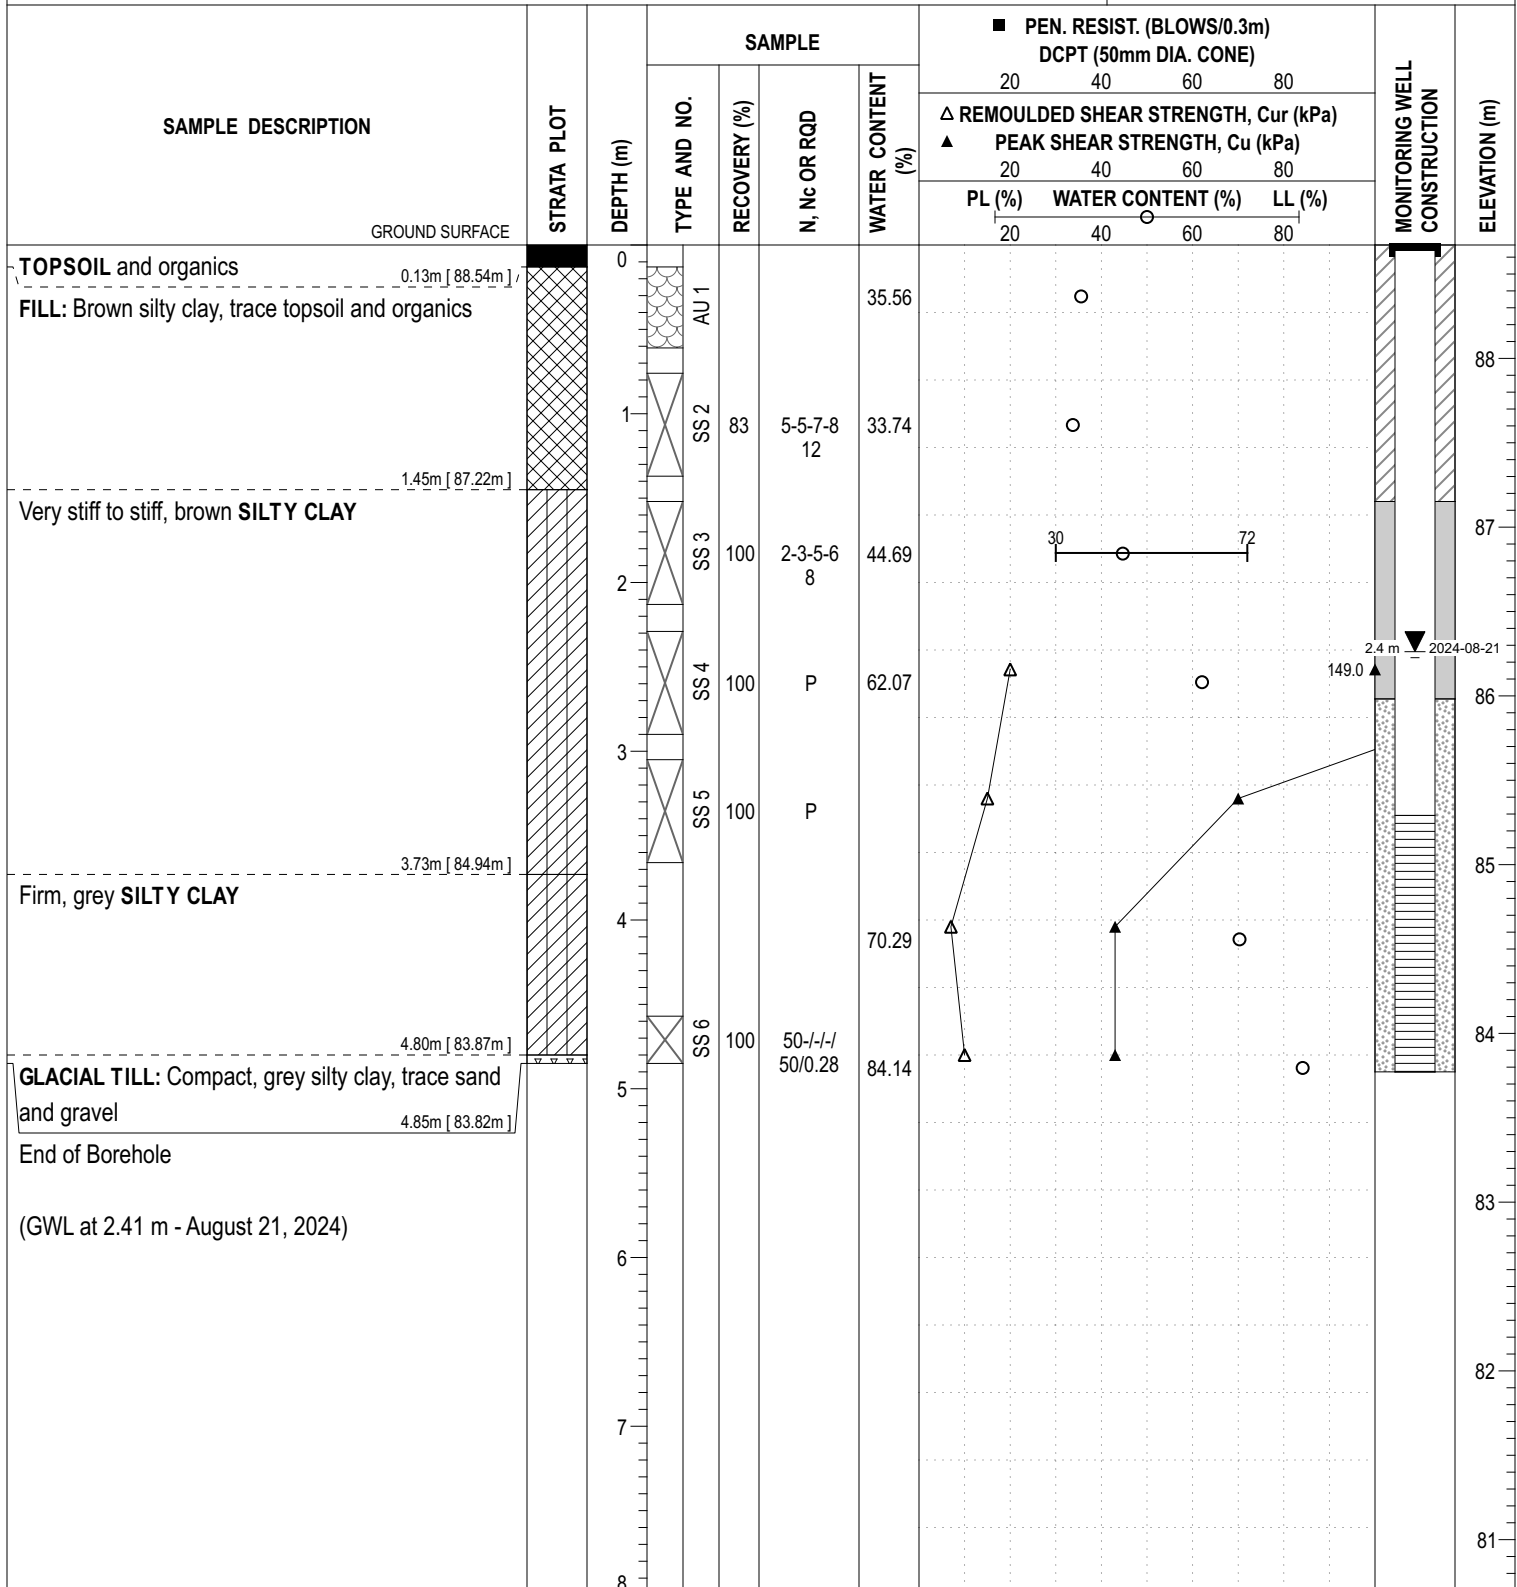 SAMPLE DESCRIPTION
GROUND SURFACE
STRATA PLOT
DEPTH (m)
SAMPLE
TYPE AND NO.
RECOVERY (%)
N, Nc OR RQD
WATER CONTENT
(%)
■ PEN. RESIST. (BLOWS/0.3m)
DCPT (50mm DIA. CONE)
20 40 60 80
△ REMOULDED SHEAR STRENGTH, Cur (kPa)
▲ PEAK SHEAR STRENGTH, Cu (kPa)
20 40 60 80
PL (%) WATER CONTENT (%) LL (%)
20 40 60 80
MONITORING WELL
CONSTRUCTION
ELEVATION (m)
TOPSOIL and organics
0.13m [ 88.54m ]
FILL: Brown silty clay, trace topsoil and organics
1.45m [ 87.22m ]
Very stiff to stiff, brown SILTY CLAY
3.73m [ 84.94m ]
Firm, grey SILTY CLAY
4.80m [ 83.87m ]
GLACIAL TILL: Compact, grey silty clay, trace sand
and gravel
4.85m [ 83.82m ]
End of Borehole
(GWL at 2.41 m - August 21, 2024)
0
1
2
3
4
5
6
7
8
AU 1
35.56
SS 2
83
5-5-7-8
12
33.74
SS 3
100
2-3-5-6
8
44.69
SS 4
100
P
62.07
SS 5
100
P
70.29
SS 6
100
50-/-/-/
50/0.28
84.14
30 72
149.0
2.4 m
2024-08-21
88
87
86
85
84
83
82
81